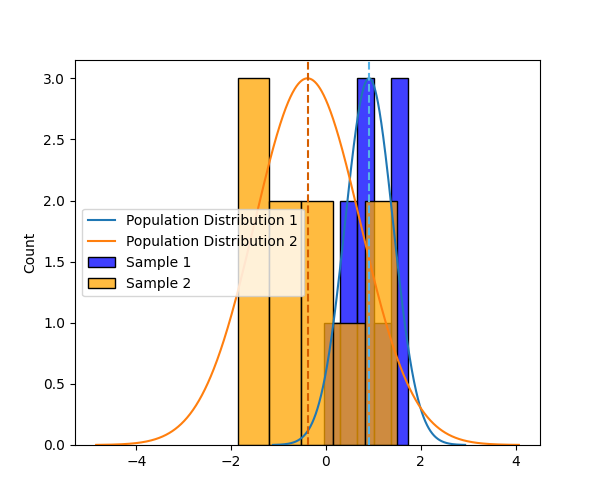 3.0
2.5
2.0
1.5
1.0
0.5
0.0
Count
Population Distribution 1
Population Distribution 2
Sample 1
Sample 2
−4
−2
0
2
4